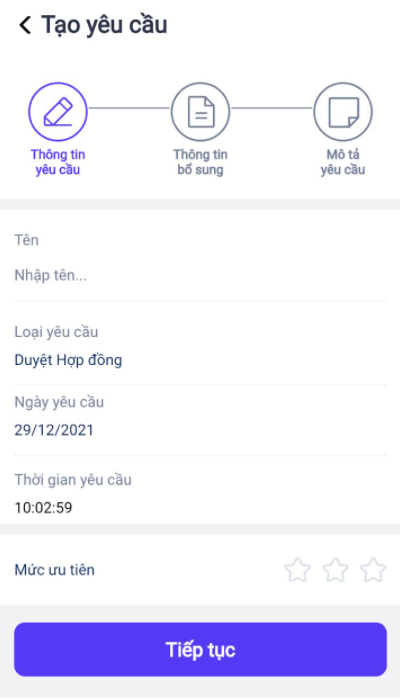 Tạo yêu cầu
Thông tin
yêu cầu
Thông tin
bổ sung
Mô tả
yêu cầu
Tên
Nhập tên...
Loại yêu cầu
Duyệt Hợp đồng
Ngày yêu cầu
29/12/2021
Thời gian yêu cầu
10:02:59
Mức ưu tiên
Tiếp tục